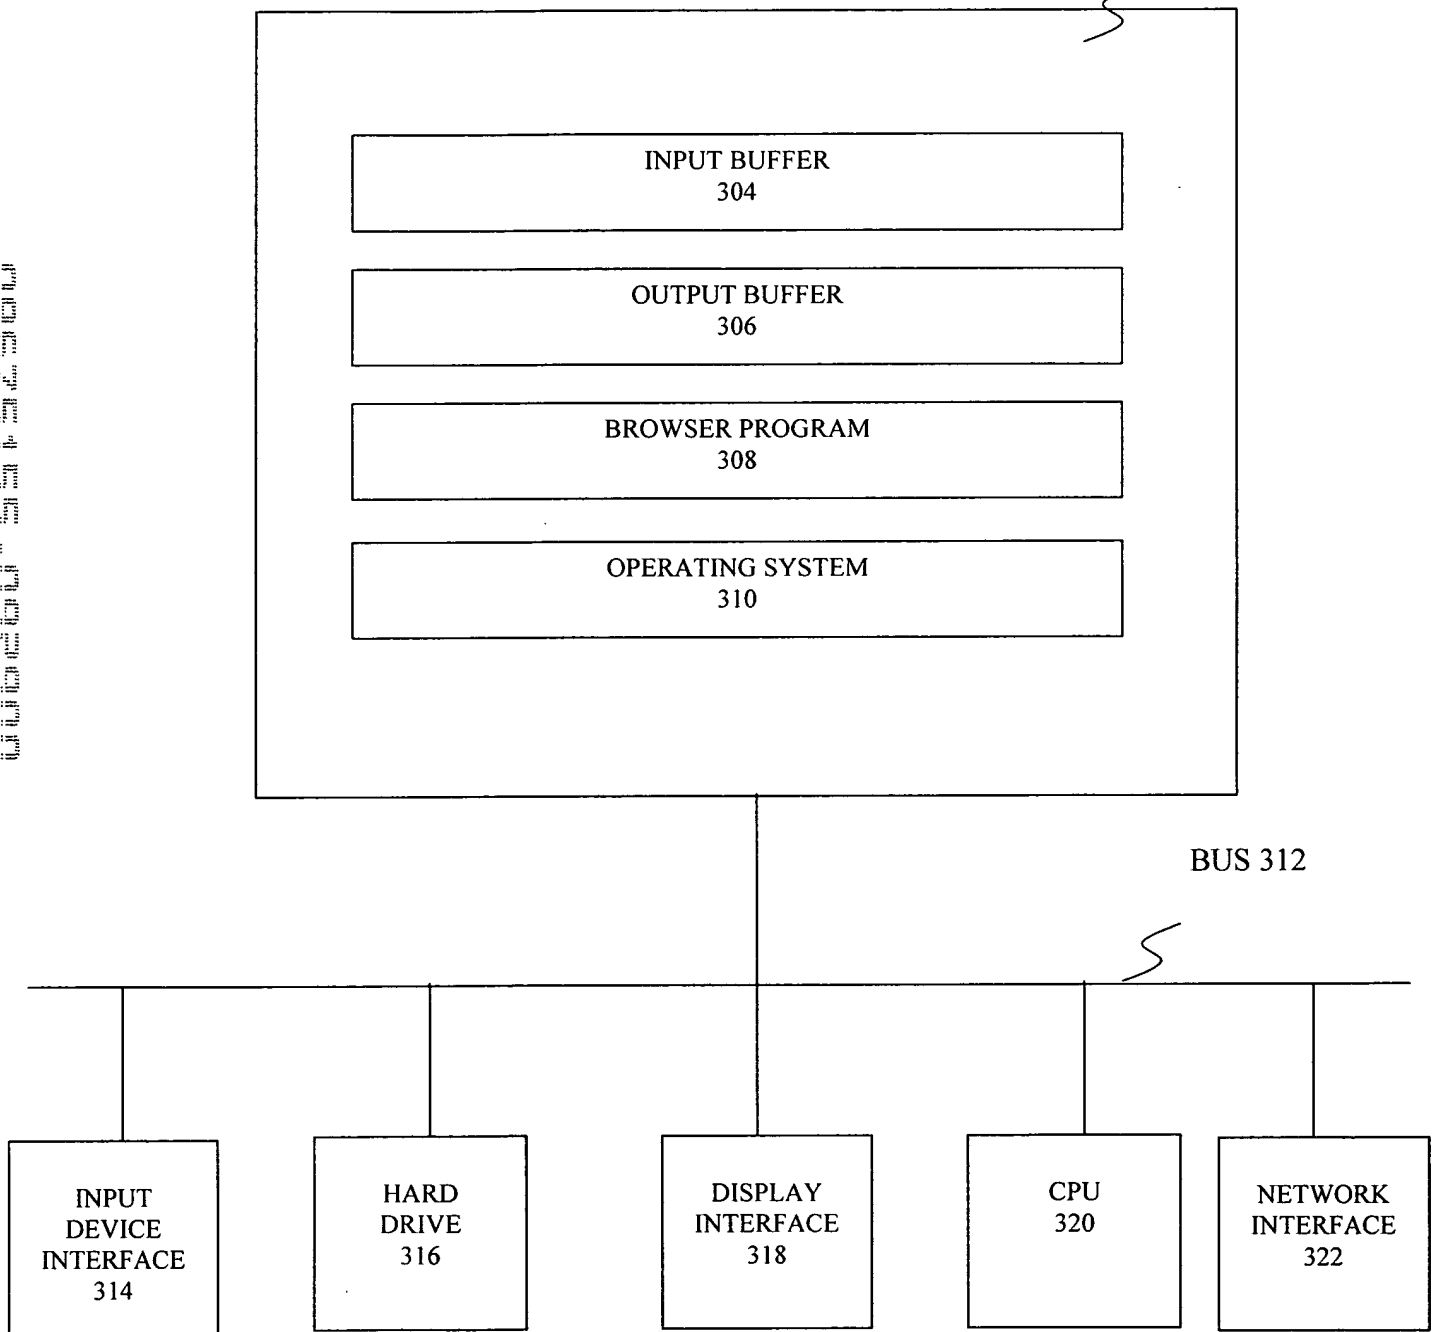 INPUT BUFFER
304
OUTPUT BUFFER
306
BROWSER PROGRAM
308
OPERATING SYSTEM
310
BUS 312
INPUT
DEVICE
INTERFACE
314
HARD
DRIVE
316
DISPLAY
INTERFACE
318
CPU
320
NETWORK
INTERFACE
322